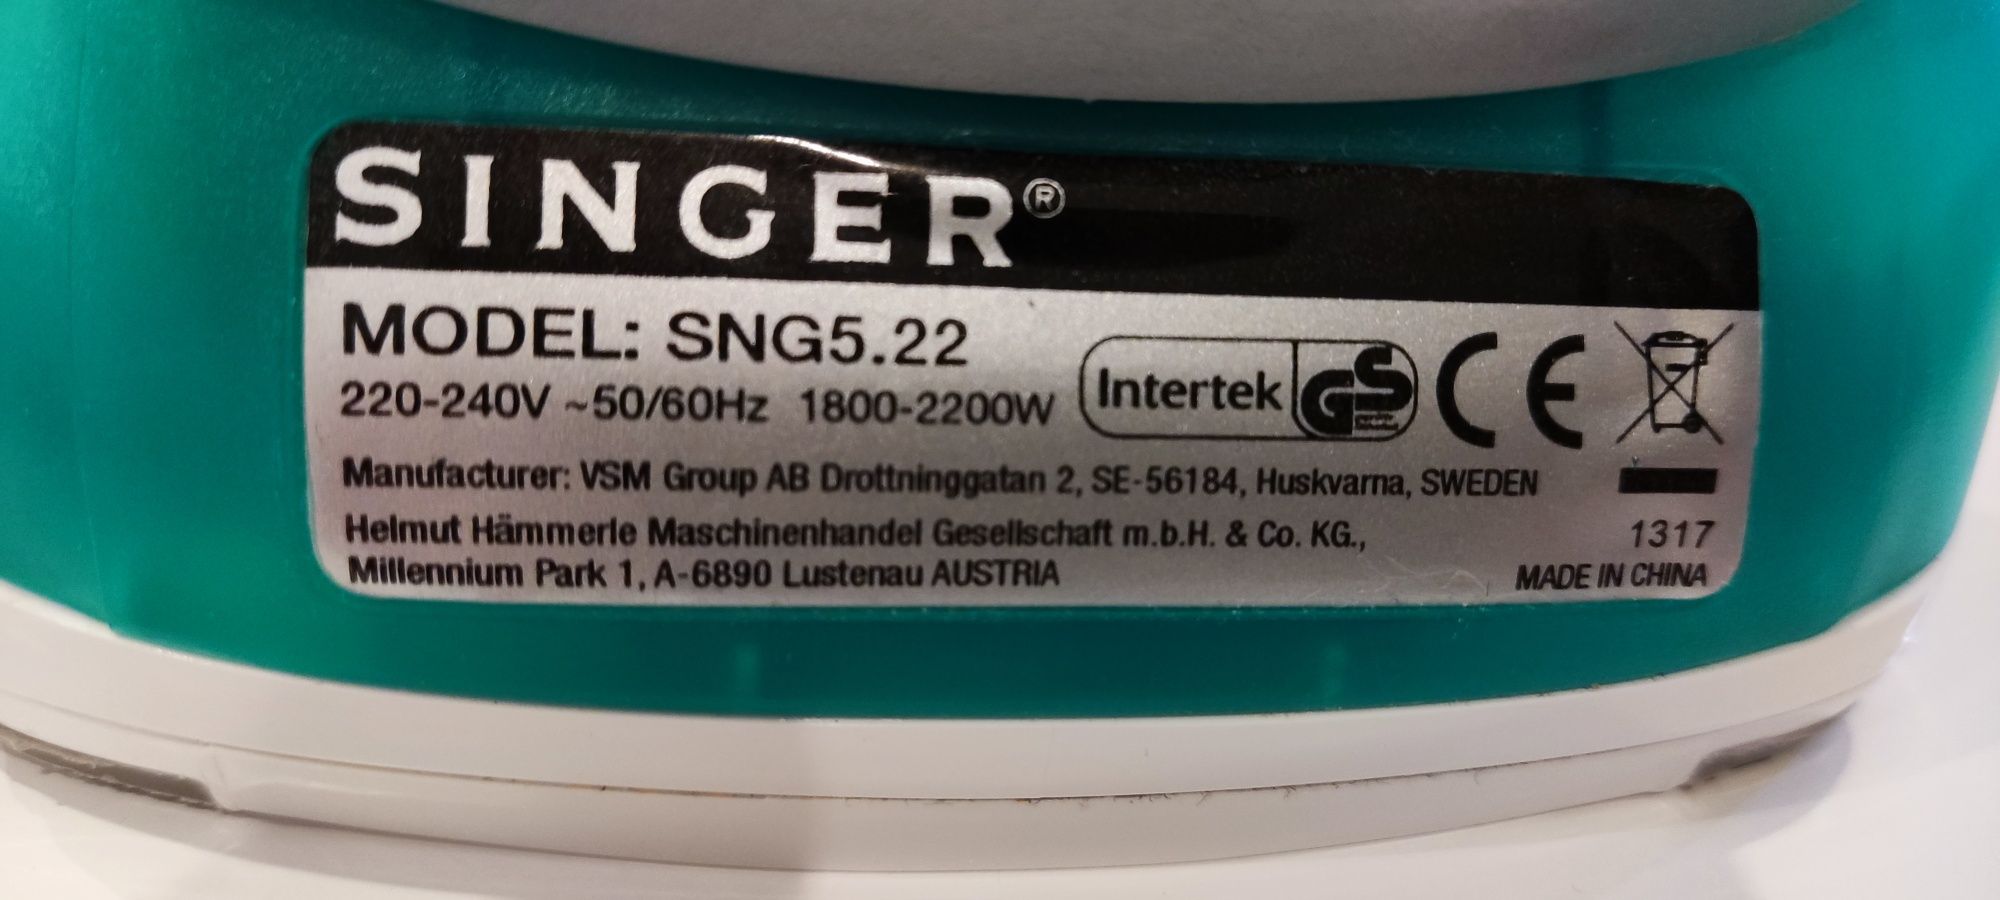 SINGER®
MODEL: SNG5.22
220-240V ~50/60Hz 1800-2200W
Intertek GS CE
Manufacturer: VSM Group AB Drottninggatan 2, SE-56184, Huskvarna, SWEDEN
Helmut Hämmerle Maschinenhandel Gesellschaft m.b.H. & Co. KG.,
Millennium Park 1, A-6890 Lustenau AUSTRIA
1317
MADE IN CHINA